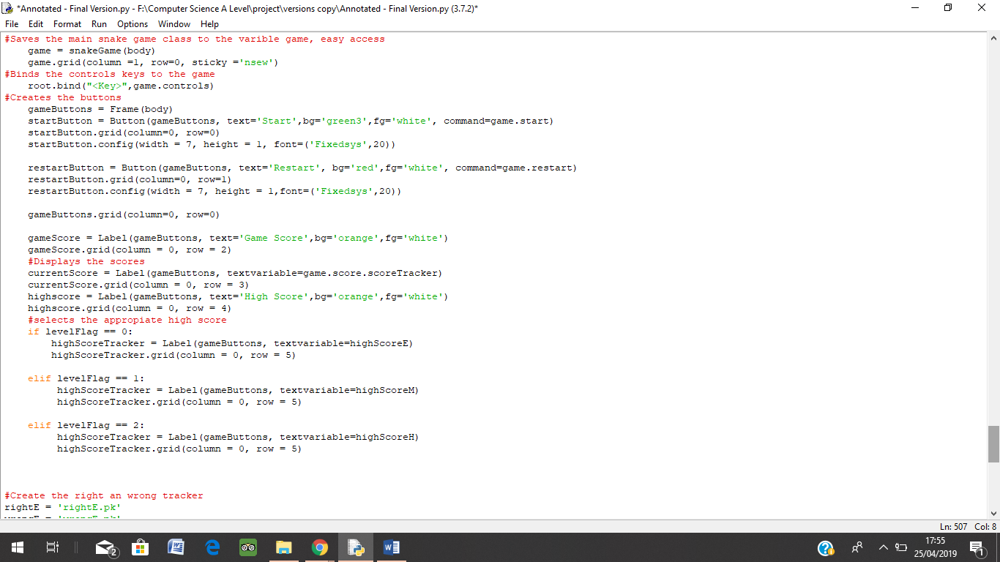 *Annotated - Final Version.py - F:\Computer Science A Level\project\versions copy\Annotated - Final Version.py (3.7.2)*
File Edit Format Run Options Window Help
#Saves the main snake game class to the varible game, easy access
    game = snakeGame(body)
    game.grid(column =1, row=0, sticky ='nsew')
#Binds the controls keys to the game
    root.bind("<Key>",game.controls)
#Creates the buttons
    gameButtons = Frame(body)
    startButton = Button(gameButtons, text='Start',bg='green3',fg='white', command=game.start)
    startButton.grid(column=0, row=0)
    startButton.config(width = 7, height = 1, font=('Fixedsys',20))

    restartButton = Button(gameButtons, text='Restart', bg='red',fg='white', command=game.restart)
    restartButton.grid(column=0, row=1)
    restartButton.config(width = 7, height = 1,font=('Fixedsys',20))

    gameButtons.grid(column=0, row=0)

    gameScore = Label(gameButtons, text='Game Score',bg='orange',fg='white')
    gameScore.grid(column = 0, row = 2)
    #Displays the scores
    currentScore = Label(gameButtons, textvariable=game.score.scoreTracker)
    currentScore.grid(column = 0, row = 3)
    highscore = Label(gameButtons, text='High Score',bg='orange',fg='white')
    highscore.grid(column = 0, row = 4)
    #selects the appropiate high score
    if levelFlag == 0:
        highScoreTracker = Label(gameButtons, textvariable=highScoreE)
        highScoreTracker.grid(column = 0, row = 5)

    elif levelFlag == 1:
         highScoreTracker = Label(gameButtons, textvariable=highScoreM)
         highScoreTracker.grid(column = 0, row = 5)

    elif levelFlag == 2:
         highScoreTracker = Label(gameButtons, textvariable=highScoreH)
         highScoreTracker.grid(column = 0, row = 5)

#Create the right an wrong tracker
rightE = 'rightE.pk'
Ln: 507 Col: 8
2
17:55
25/04/2019
1